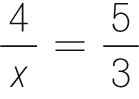 4/x = 5/3